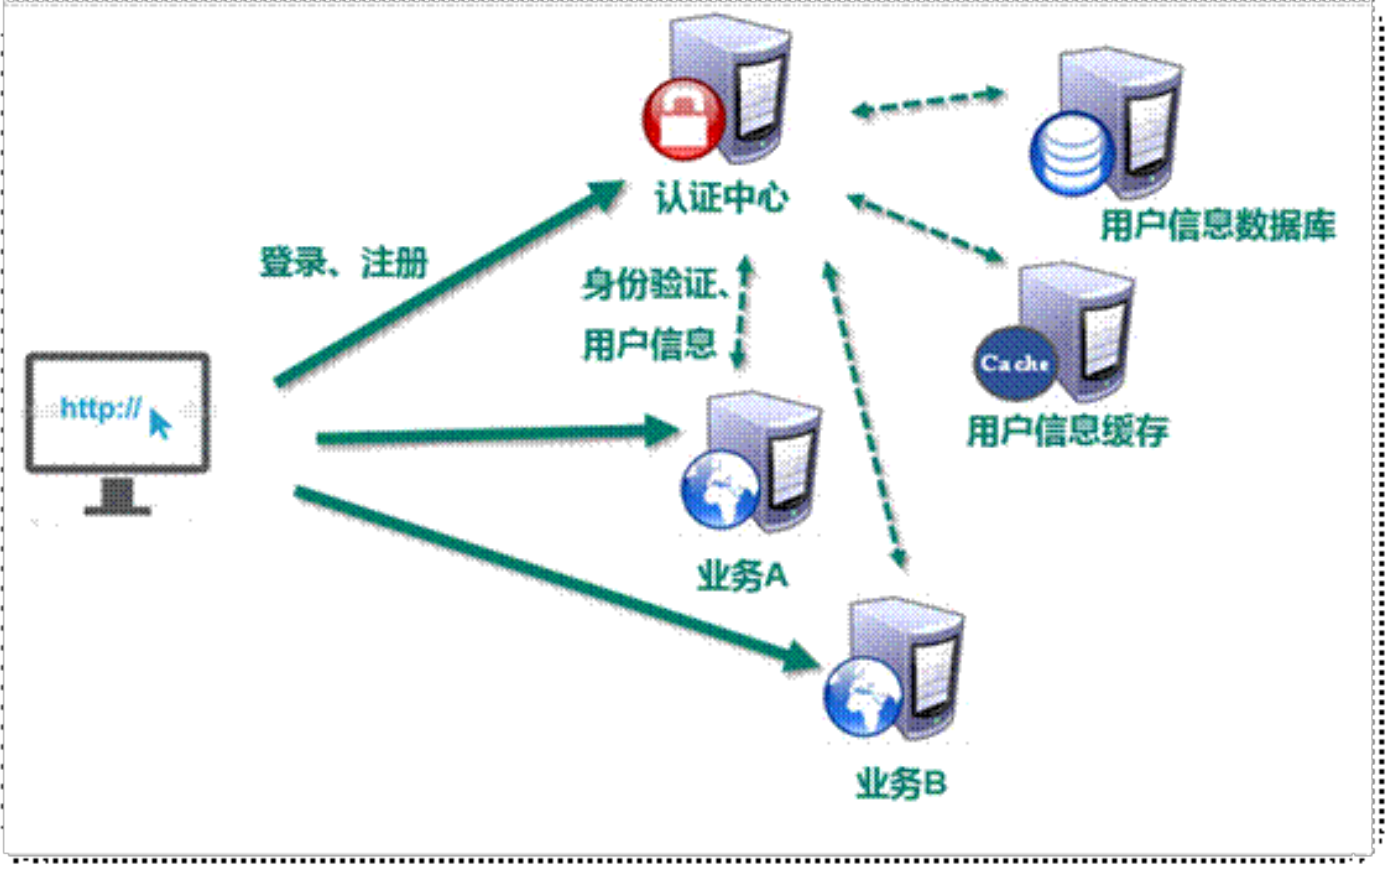 认证中心
用户信息数据库
登录、注册
身份验证、
用户信息
http://
Cache
用户信息缓存
业务A
业务B